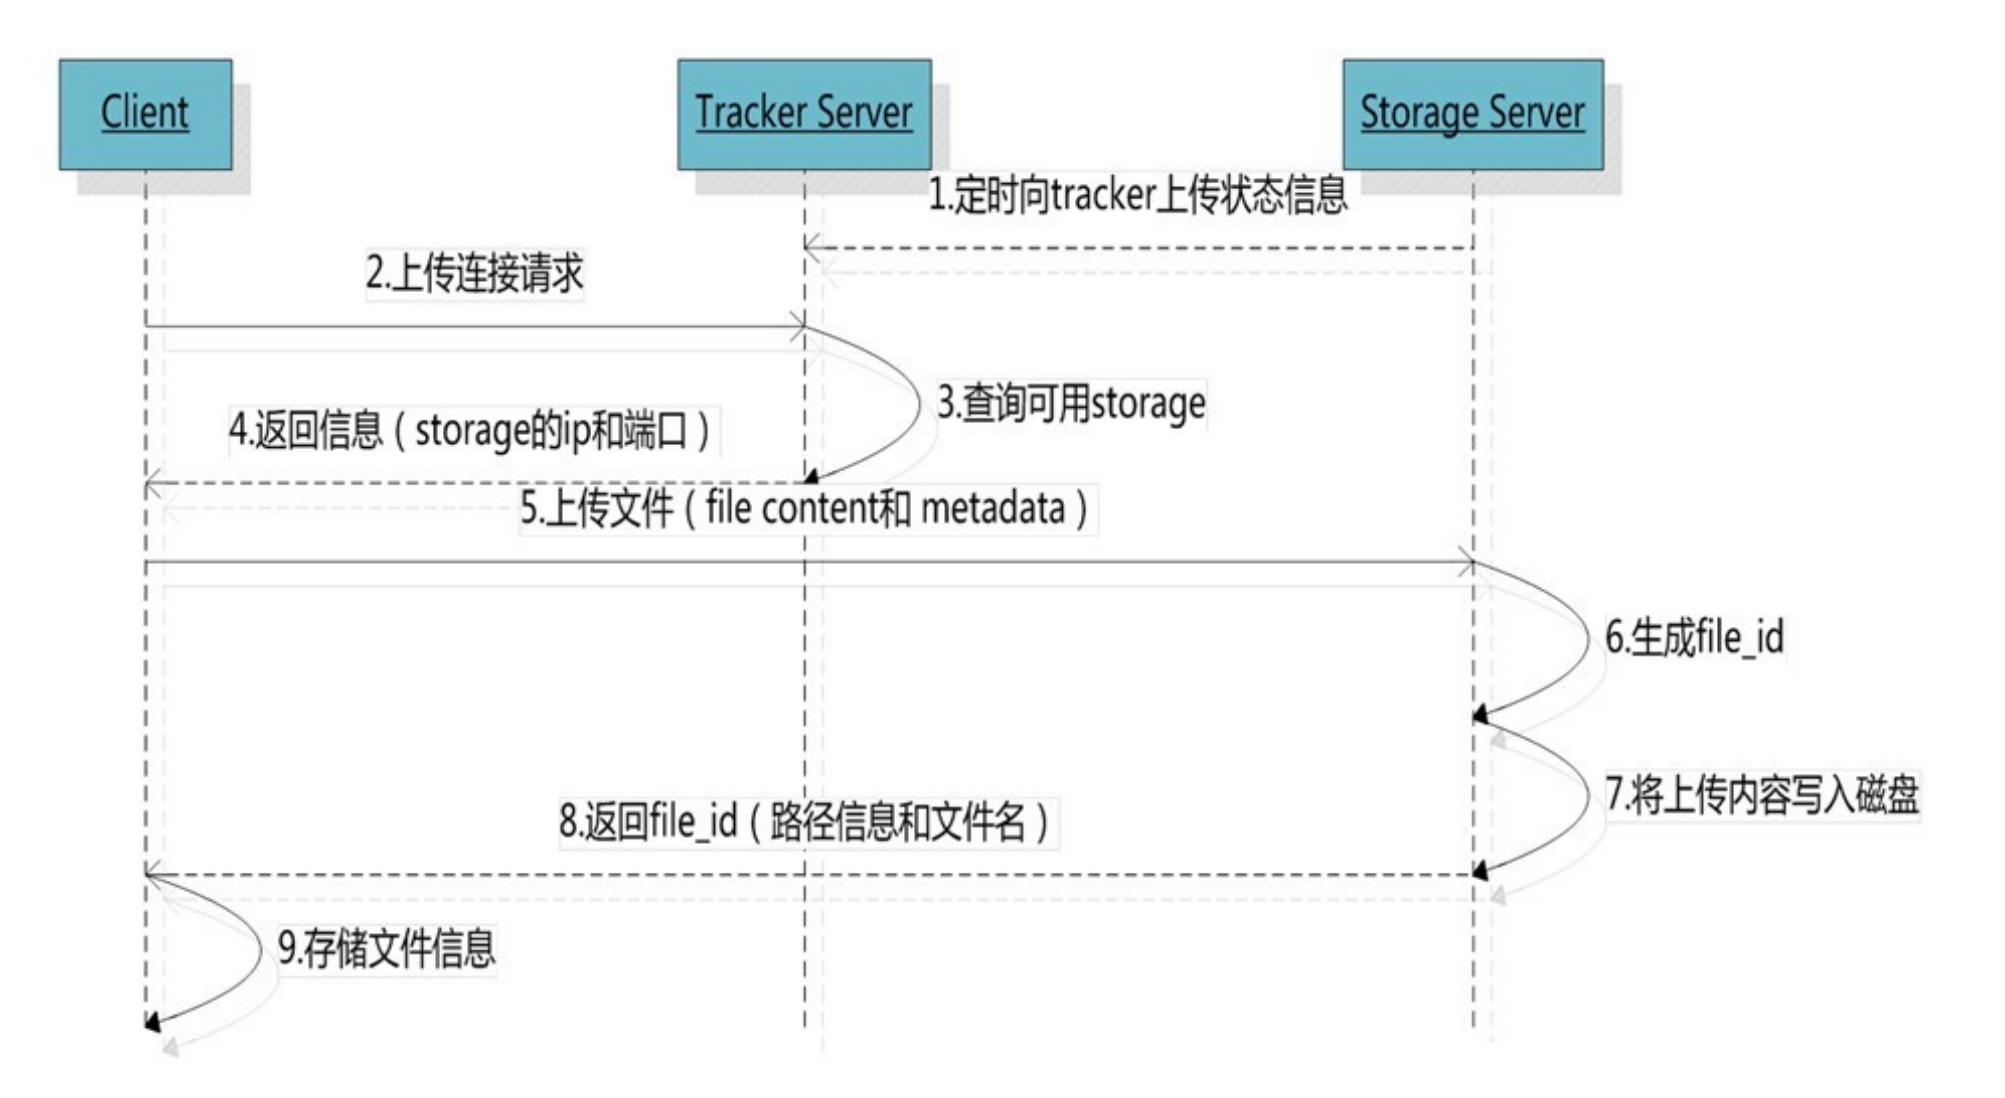 Client
Tracker Server
Storage Server
1.定时向tracker上传状态信息
2.上传连接请求
3.查询可用storage
4.返回信息（storage的ip和端口）
5.上传文件（file content和 metadata）
6.生成file_id
7.将上传内容写入磁盘
8.返回file_id（路径信息和文件名）
9.存储文件信息